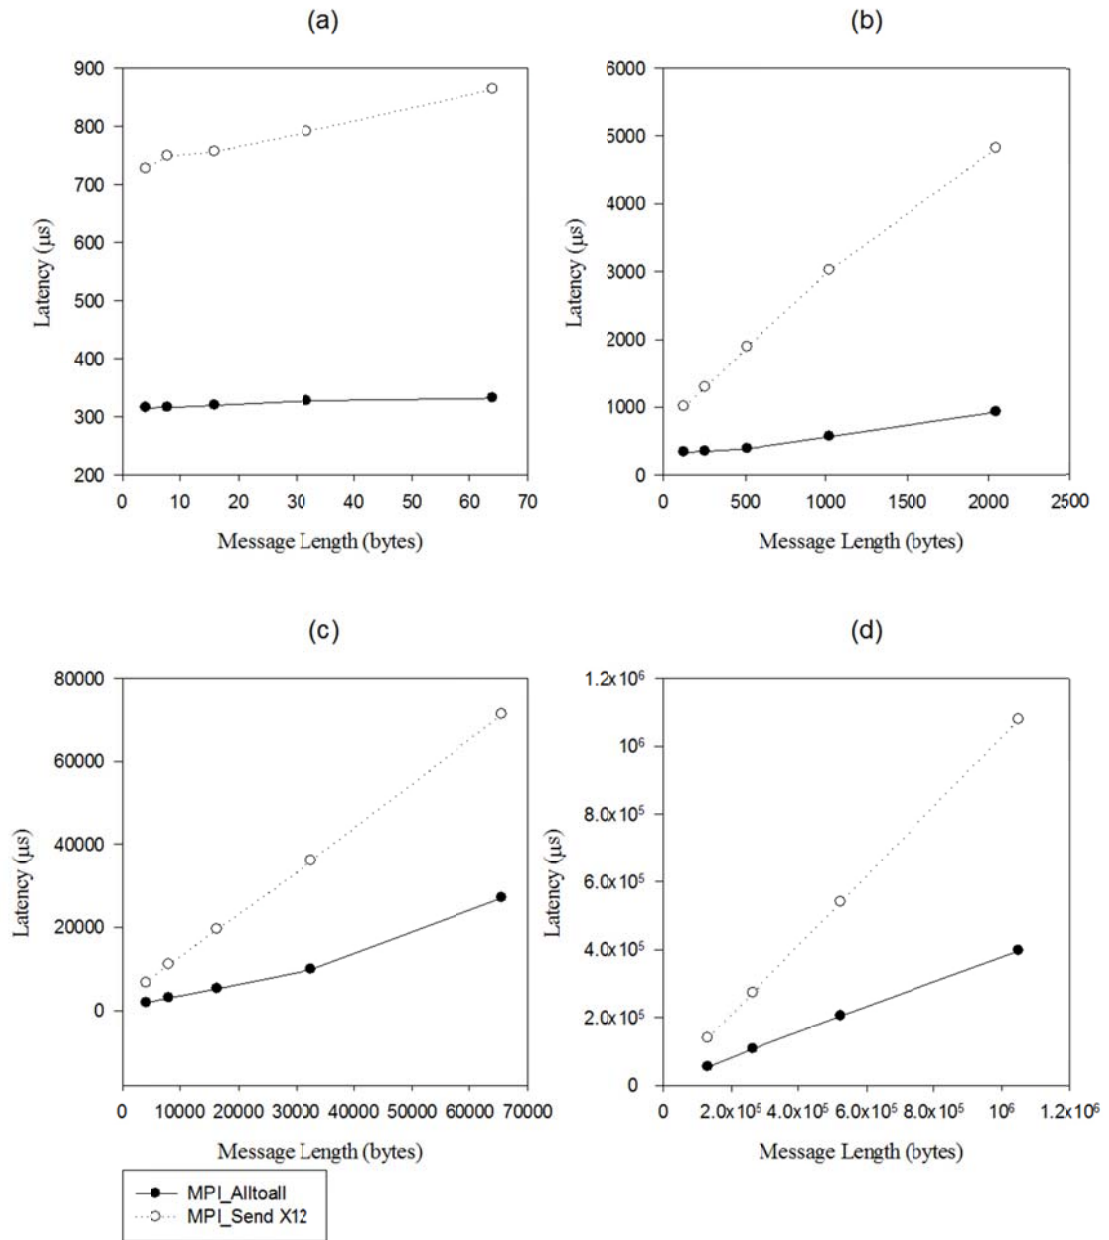 (a)
900
800
700
600
500
400
300
200
0 10 20 30 40 50 60 70
Latency (μs)
Message Length (bytes)
(b)
6000
5000
4000
3000
2000
1000
0
0 500 1000 1500 2000 2500
Latency (μs)
Message Length (bytes)
(c)
80000
60000
40000
20000
0
0 10000 20000 30000 40000 50000 60000 70000
Latency (μs)
Message Length (bytes)
(d)
1.2x10⁶
10⁶
8.0x10⁵
6.0x10⁵
4.0x10⁵
2.0x10⁵
0
0 2.0x10⁵ 4.0x10⁵ 6.0x10⁵ 8.0x10⁵ 10⁶ 1.2x10⁶
Latency (μs)
Message Length (bytes)
MPI_Alltoall
MPI_Send X12